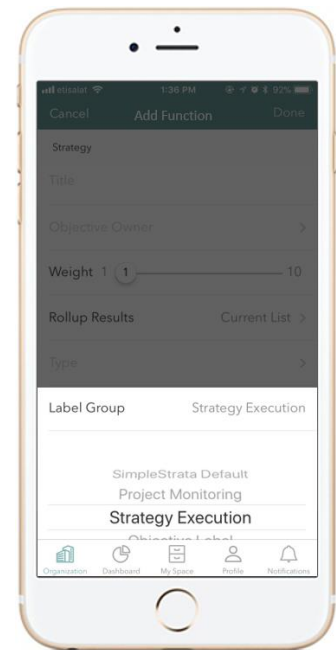 etisalat 1:36 PM 92%
Cancel Add Function Done
Strategy
Title
Objective Owner
Weight 1 1 10
Rollup Results Current List
Type
Label Group Strategy Execution
SimpleStrata Default
Project Monitoring
Strategy Execution
Objective Label
Organization Dashboard My Space Profile Notifications